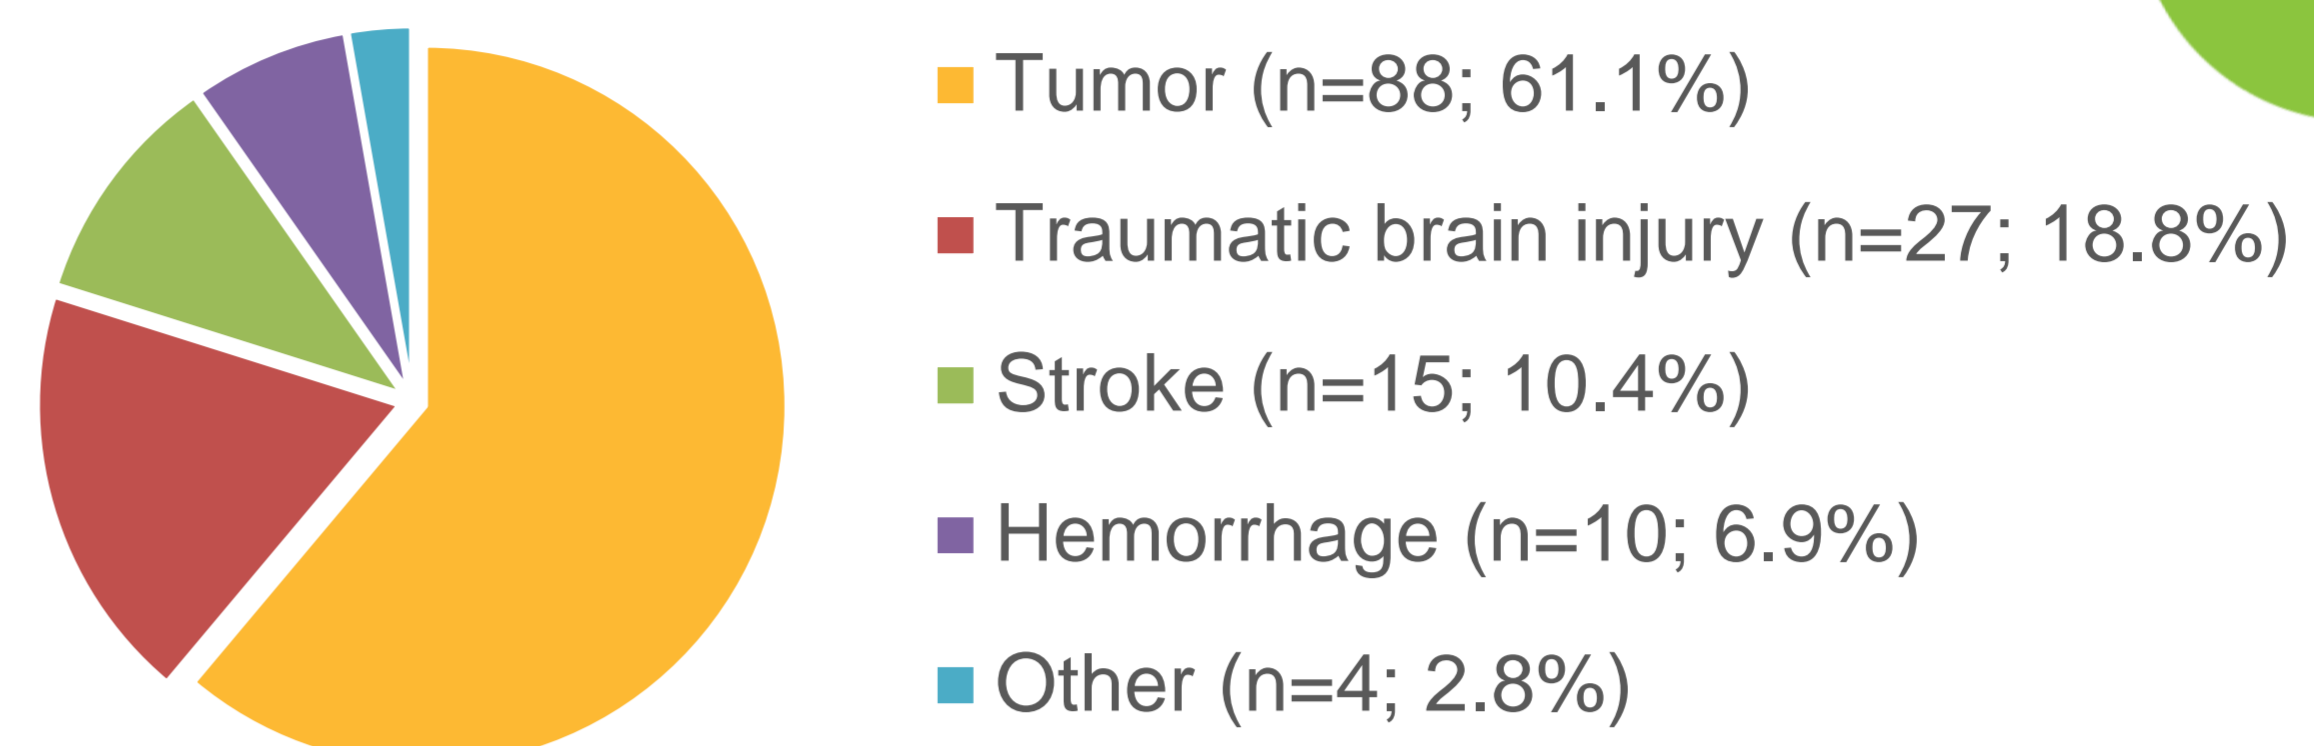 Tumor (n=88; 61.1%)
Traumatic brain injury (n=27; 18.8%)
Stroke (n=15; 10.4%)
Hemorrhage (n=10; 6.9%)
Other (n=4; 2.8%)